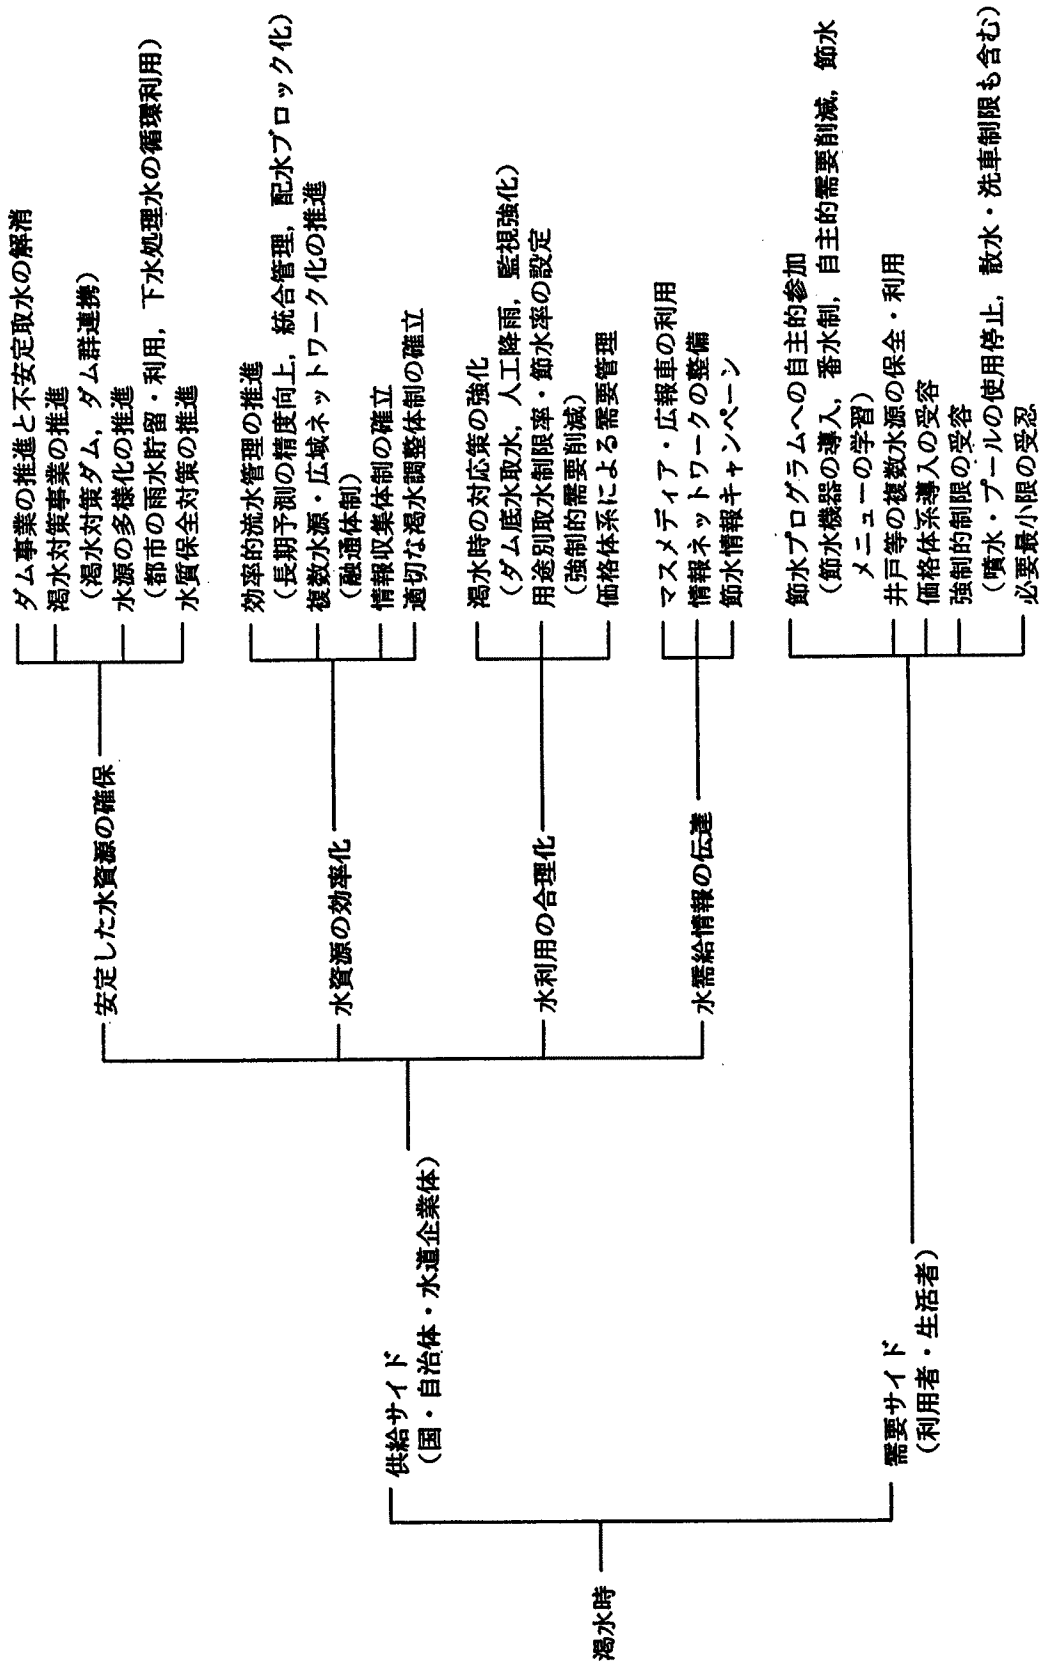 渇水時
供給サイド
（国・自治体・水道企業体）
安定した水資源の確保
ダム事業の推進と不安定取水の解消
渇水対策事業の推進
（渇水対策ダム，ダム群連携）
水源の多様化の推進
（都市の雨水貯留・利用，下水処理水の循環利用）
水質保全対策の推進
水資源の効率化
効率的流水管理の推進
（長期予測の精度向上，統合管理，配水ブロック化）
複数水源・広域ネットワーク化の推進
（融通体制）
情報収集体制の確立
適切な渇水調整体制の確立
水利用の合理化
渇水時の対応策の強化
（ダム底水取水，人工降雨，監視強化）
用途別取水制限率・節水率の設定
（強制的需要削減）
価格体系による需要管理
水需給情報の伝達
マスメディア・広報車の利用
情報ネットワークの整備
節水情報キャンペーン
需要サイド
（利用者・生活者）
節水プログラムへの自主的参加
（節水機器の導入，番水制，自主的需要削減，節水
メニューの学習）
井戸等の複数水源の保全・利用
価格体系導入の受容
強制的制限の受容
（噴水・プールの使用停止，散水・洗車制限も含む）
必要最小限の受忍